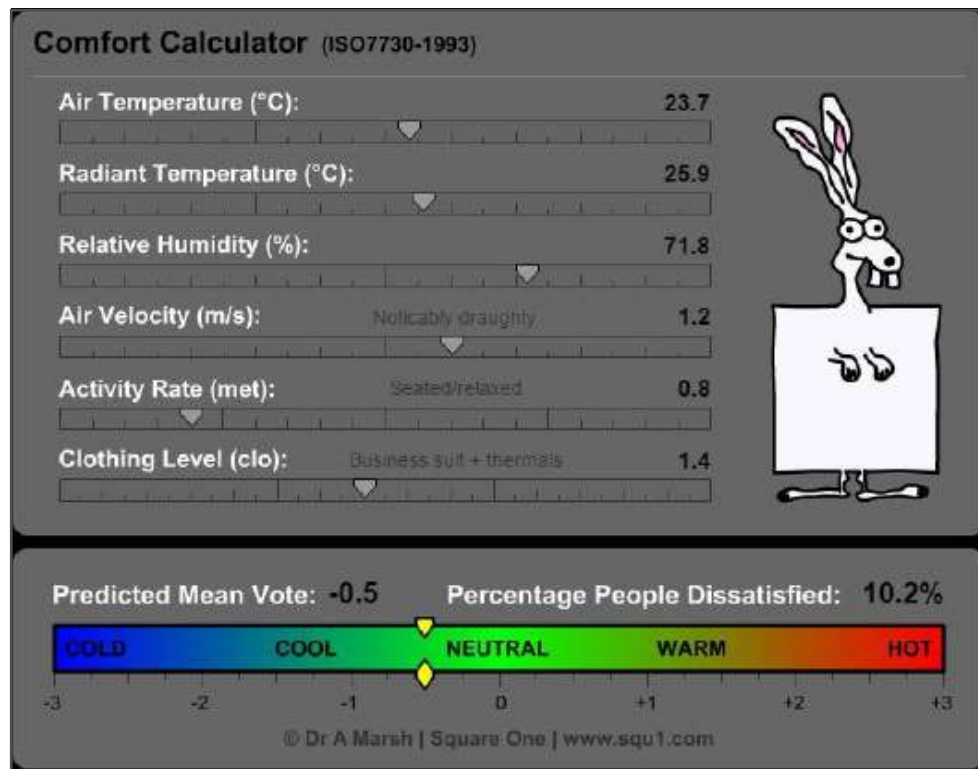 Comfort Calculator (ISO7730-1993)
Air Temperature (°C): 23.7
Radiant Temperature (°C): 25.9
Relative Humidity (%): 71.8
Air Velocity (m/s): Noticably draughty 1.2
Activity Rate (met): Seated/relaxed 0.8
Clothing Level (clo): Business suit + thermals 1.4
Predicted Mean Vote: -0.5 Percentage People Dissatisfied: 10.2%
COLD COOL NEUTRAL WARM HOT
-3 -2 -1 0 +1 +2 +3
© Dr A Marsh | Square One | www.squ1.com